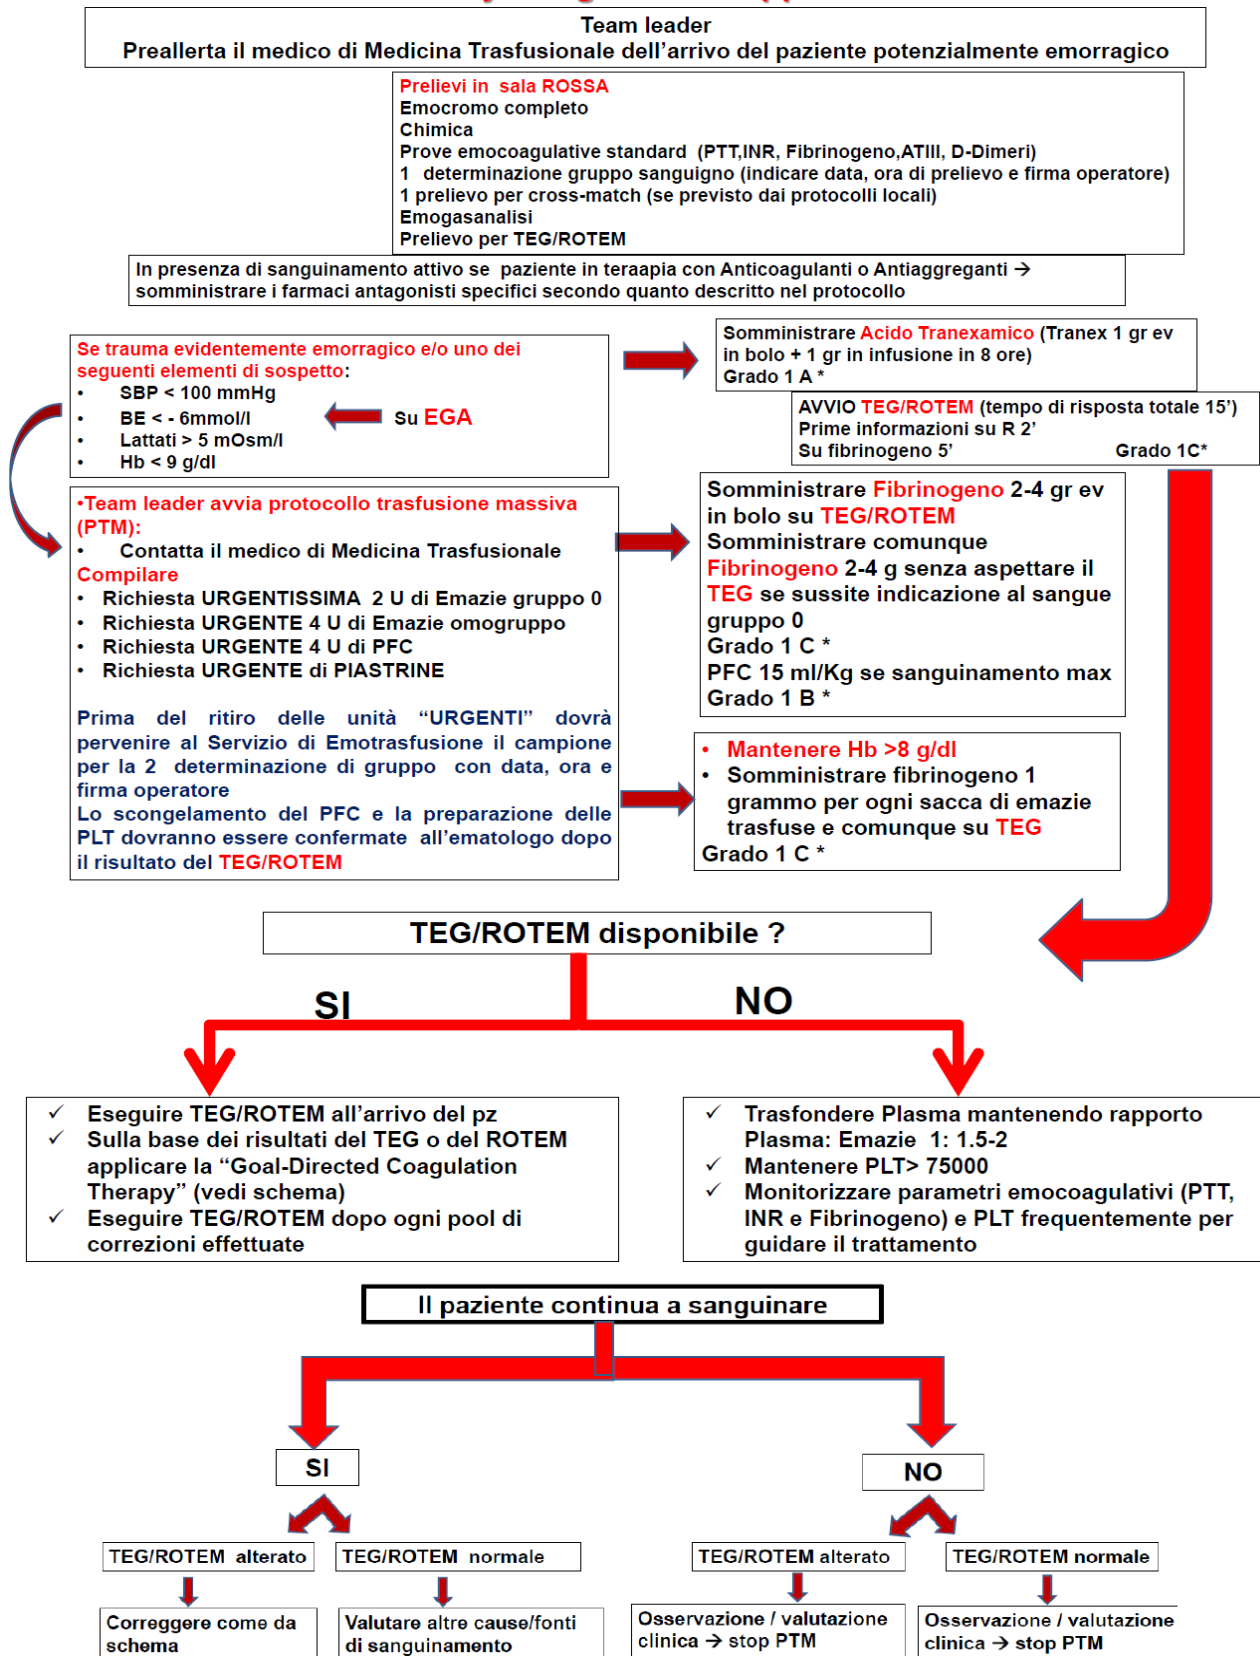 Team leader
Preallerta il medico di Medicina Trasfusionale dell'arrivo del paziente potenzialmente emorragico
Prelievi in sala ROSSA
Emocromo completo
Chimica
Prove emocoagulative standard (PTT,INR, Fibrinogeno,ATIII, D-Dimeri)
1 determinazione gruppo sanguigno (indicare data, ora di prelievo e firma operatore)
1 prelievo per cross-match (se previsto dai protocolli locali)
Emogasanalisi
Prelievo per TEG/ROTEM
In presenza di sanguinamento attivo se paziente in teraapia con Anticoagulanti o Antiaggreganti →
somministrare i farmaci antagonisti specifici secondo quanto descritto nel protocollo
Se trauma evidentemente emorragico e/o uno dei
seguenti elementi di sospetto:
• SBP < 100 mmHg
• BE < - 6mmol/l
• Lattati > 5 mOsm/l
• Hb < 9 g/dl
Su EGA
Somministrare Acido Tranexamico (Tranex 1 gr ev
in bolo + 1 gr in infusione in 8 ore)
Grado 1 A *
AVVIO TEG/ROTEM (tempo di risposta totale 15')
Prime informazioni su R 2'
Su fibrinogeno 5' Grado 1C*
•Team leader avvia protocollo trasfusione massiva
(PTM):
• Contatta il medico di Medicina Trasfusionale
Compilare
• Richiesta URGENTISSIMA 2 U di Emazie gruppo 0
• Richiesta URGENTE 4 U di Emazie omogruppo
• Richiesta URGENTE 4 U di PFC
• Richiesta URGENTE di PIASTRINE
Prima del ritiro delle unità “URGENTI” dovrà
pervenire al Servizio di Emotrasfusione il campione
per la 2 determinazione di gruppo con data, ora e
firma operatore
Lo scongelamento del PFC e la preparazione delle
PLT dovranno essere confermate all'ematologo dopo
il risultato del TEG/ROTEM
Somministrare Fibrinogeno 2-4 gr ev
in bolo su TEG/ROTEM
Somministrare comunque
Fibrinogeno 2-4 g senza aspettare il
TEG se sussite indicazione al sangue
gruppo 0
Grado 1 C *
PFC 15 ml/Kg se sanguinamento max
Grado 1 B *
• Mantenere Hb >8 g/dl
• Somministrare fibrinogeno 1
grammo per ogni sacca di emazie
trasfuse e comunque su TEG
Grado 1 C *
TEG/ROTEM disponibile ?
SI
NO
✓ Eseguire TEG/ROTEM all'arrivo del pz
✓ Sulla base dei risultati del TEG o del ROTEM
applicare la “Goal-Directed Coagulation
Therapy” (vedi schema)
✓ Eseguire TEG/ROTEM dopo ogni pool di
correzioni effettuate
✓ Trasfondere Plasma mantenendo rapporto
Plasma: Emazie 1: 1.5-2
✓ Mantenere PLT> 75000
✓ Monitorizzare parametri emocoagulativi (PTT,
INR e Fibrinogeno) e PLT frequentemente per
guidare il trattamento
Il paziente continua a sanguinare
SI
NO
TEG/ROTEM alterato
TEG/ROTEM normale
TEG/ROTEM alterato
TEG/ROTEM normale
Correggere come da
schema
Valutare altre cause/fonti
di sanguinamento
Osservazione / valutazione
clinica → stop PTM
Osservazione / valutazione
clinica → stop PTM